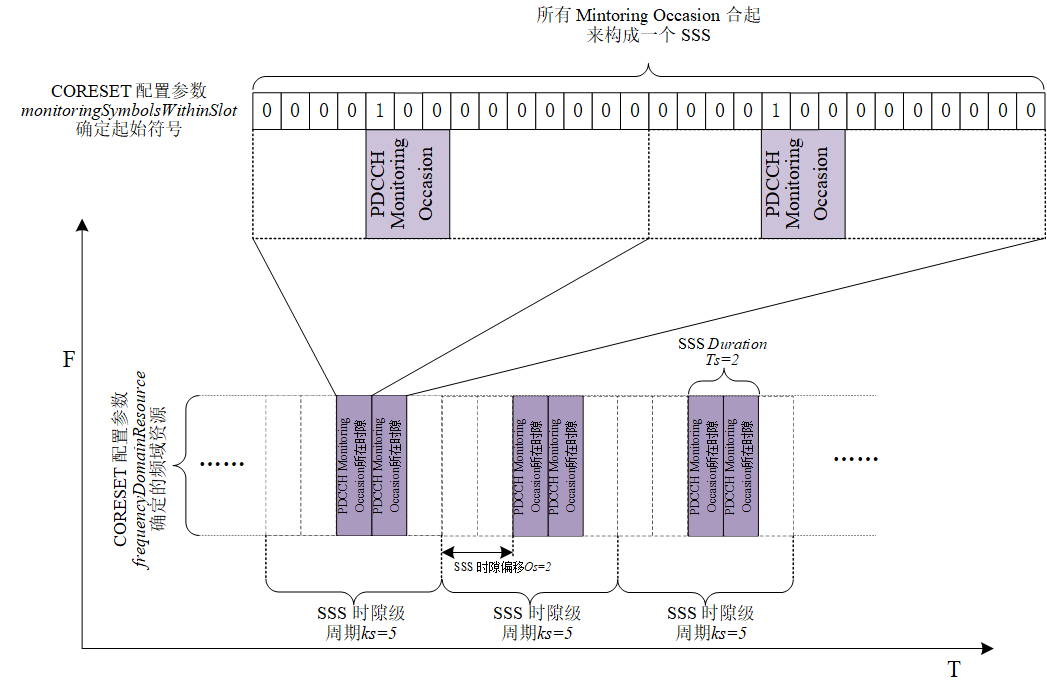 所有 Mintoring Occasion 合起
来构成一个 SSS
CORESET 配置参数
monitoringSymbolsWithinSlot
确定起始符号
0 0 0 0 1 0 0 0 0 0 0 0 0 0 0 0 0 0 1 0 0 0 0 0 0 0 0 0
PDCCH
Monitoring
Occasion
PDCCH
Monitoring
Occasion
F
SSS Duration
Ts=2
CORESET 配置参数
frequencyDomainResource
确定的频域资源
······
PDCCH Monitoring
Occasion所在时隙
PDCCH Monitoring
Occasion所在时隙
PDCCH Monitoring
Occasion所在时隙
PDCCH Monitoring
Occasion所在时隙
PDCCH Monitoring
Occasion所在时隙
PDCCH Monitoring
Occasion所在时隙
······
SSS 时隙偏移Os=2
SSS 时隙级
周期ks=5
SSS 时隙级
周期ks=5
SSS 时隙级
周期ks=5
T